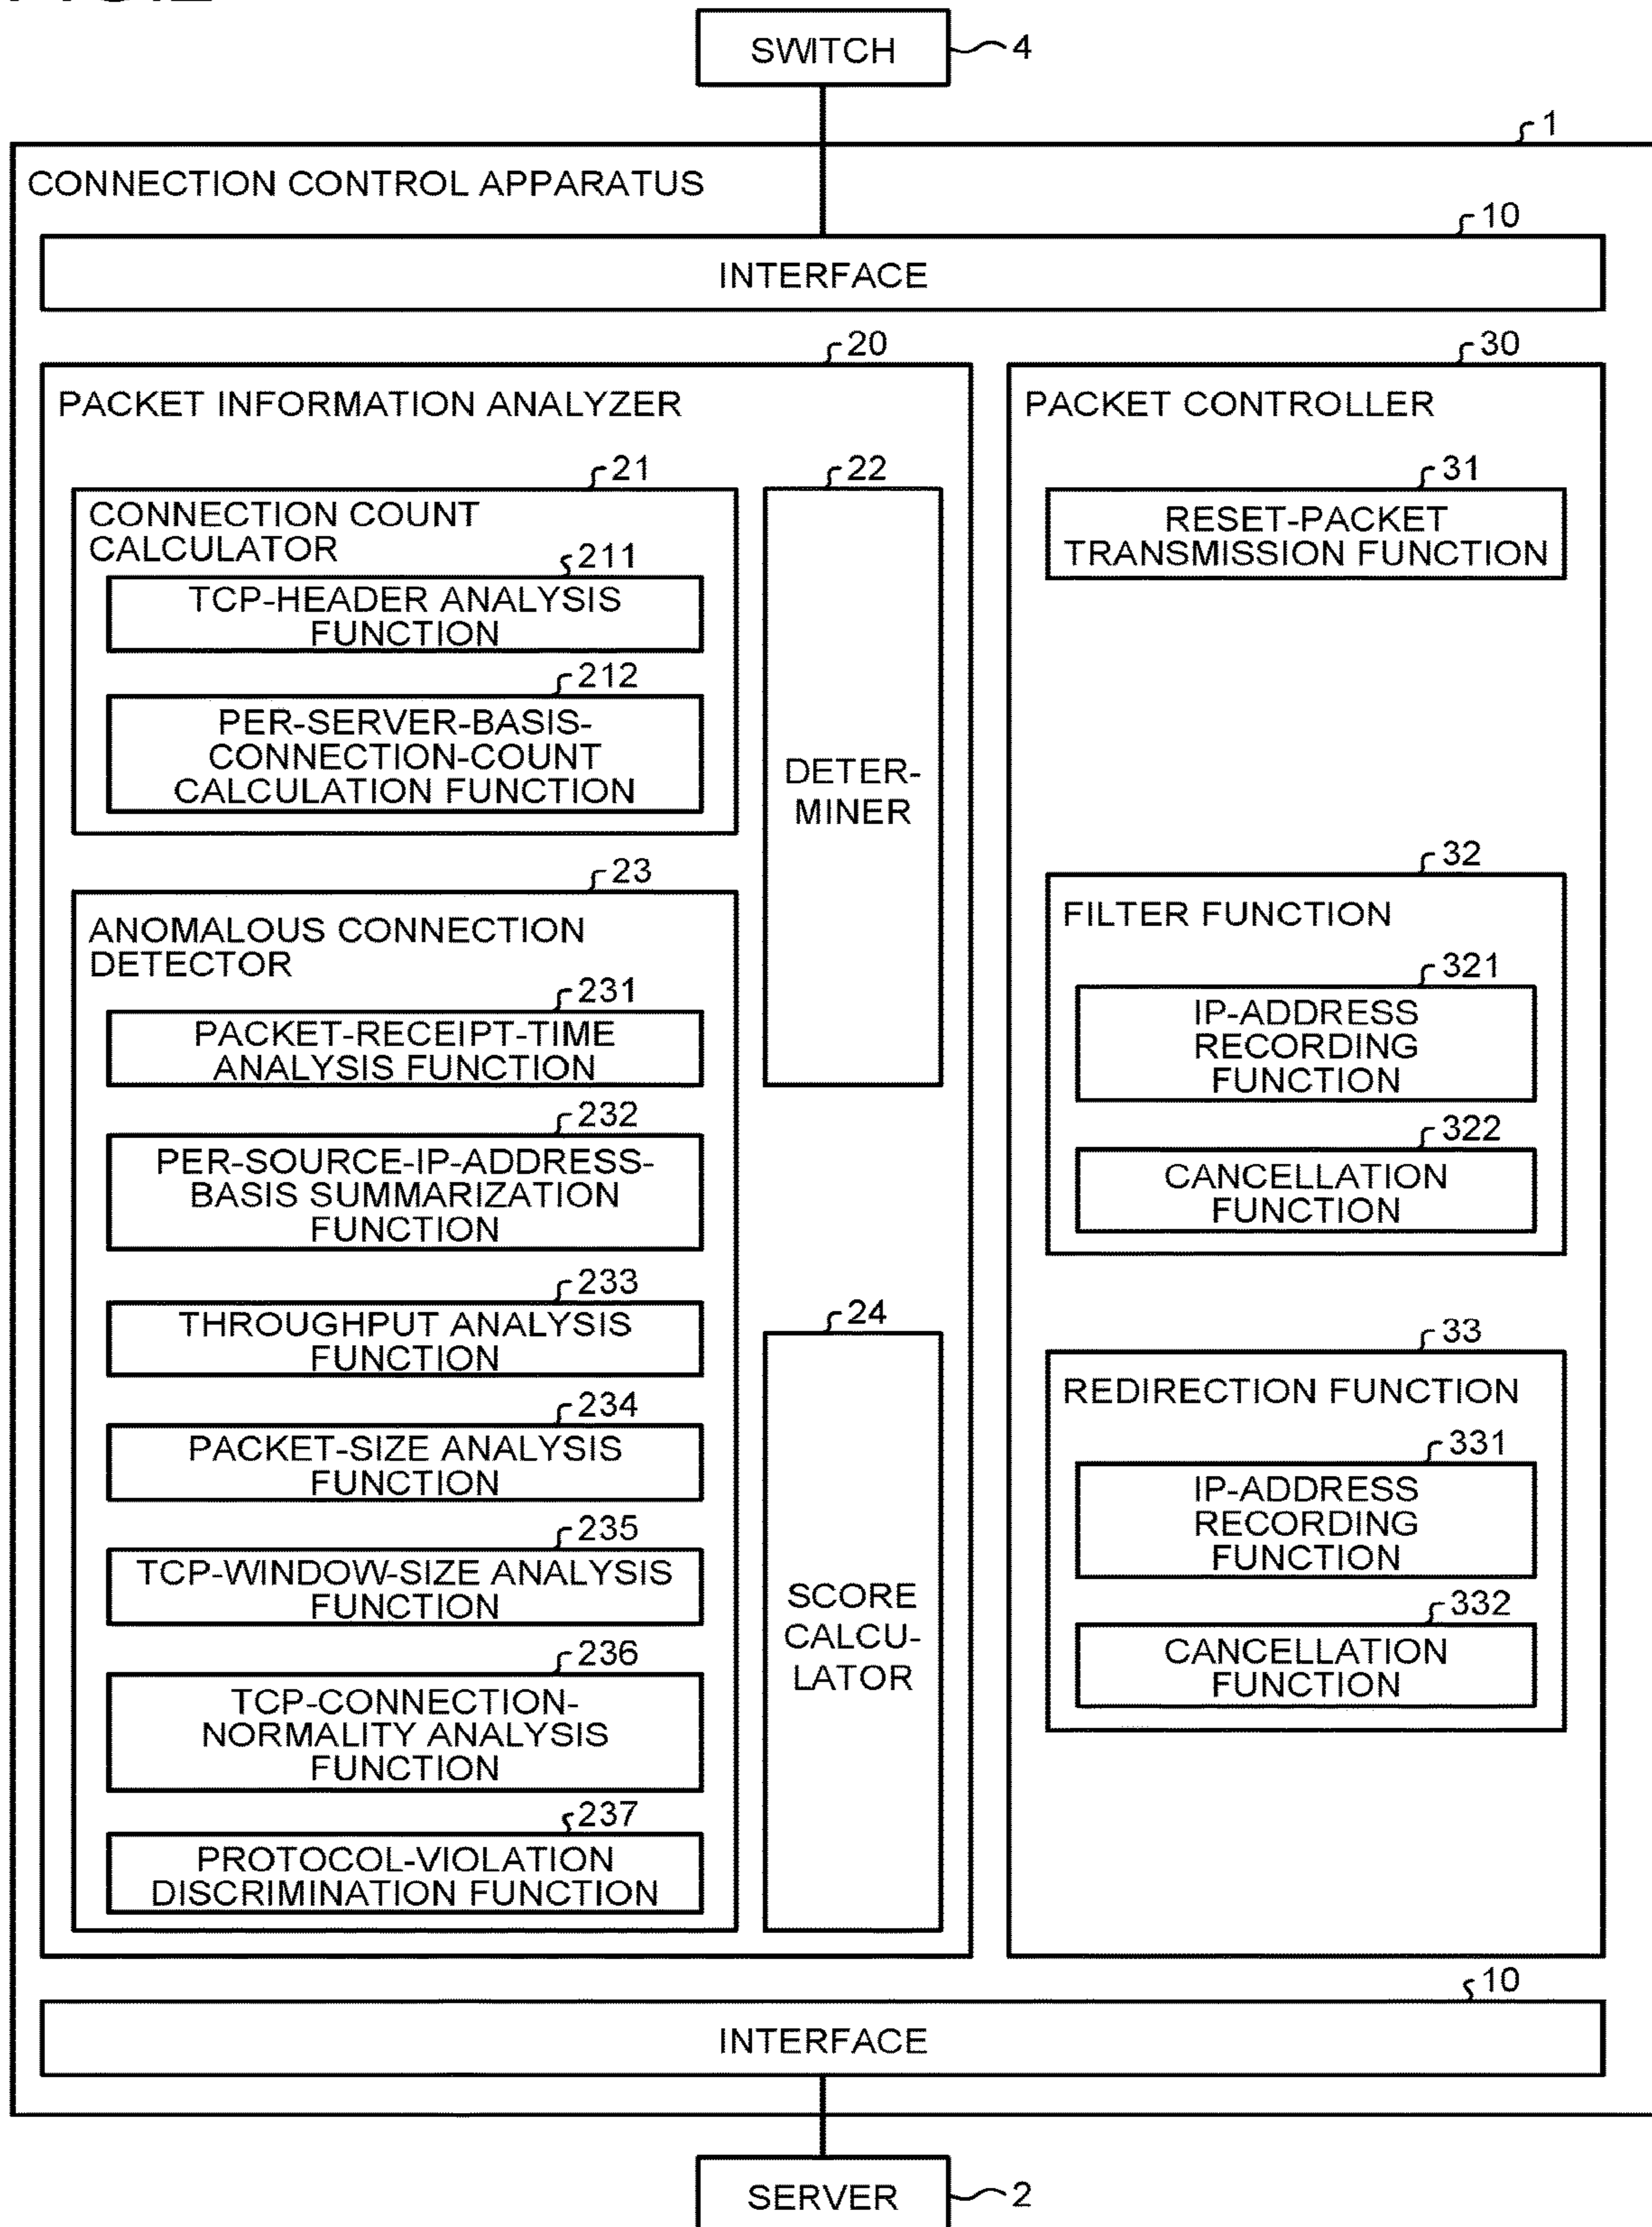 SWITCH
4
1
CONNECTION CONTROL APPARATUS
10
INTERFACE
20
PACKET INFORMATION ANALYZER
21
CONNECTION COUNT
CALCULATOR
211
TCP-HEADER ANALYSIS
FUNCTION
212
PER-SERVER-BASIS-
CONNECTION-COUNT
CALCULATION FUNCTION
22
DETER-
MINER
23
ANOMALOUS CONNECTION
DETECTOR
231
PACKET-RECEIPT-TIME
ANALYSIS FUNCTION
232
PER-SOURCE-IP-ADDRESS-
BASIS SUMMARIZATION
FUNCTION
233
THROUGHPUT ANALYSIS
FUNCTION
234
PACKET-SIZE ANALYSIS
FUNCTION
235
TCP-WINDOW-SIZE ANALYSIS
FUNCTION
236
TCP-CONNECTION-
NORMALITY ANALYSIS
FUNCTION
237
PROTOCOL-VIOLATION
DISCRIMINATION FUNCTION
24
SCORE
CALCU-
LATOR
30
PACKET CONTROLLER
31
RESET-PACKET
TRANSMISSION FUNCTION
32
FILTER FUNCTION
321
IP-ADDRESS
RECORDING
FUNCTION
322
CANCELLATION
FUNCTION
33
REDIRECTION FUNCTION
331
IP-ADDRESS
RECORDING
FUNCTION
332
CANCELLATION
FUNCTION
10
INTERFACE
SERVER
2